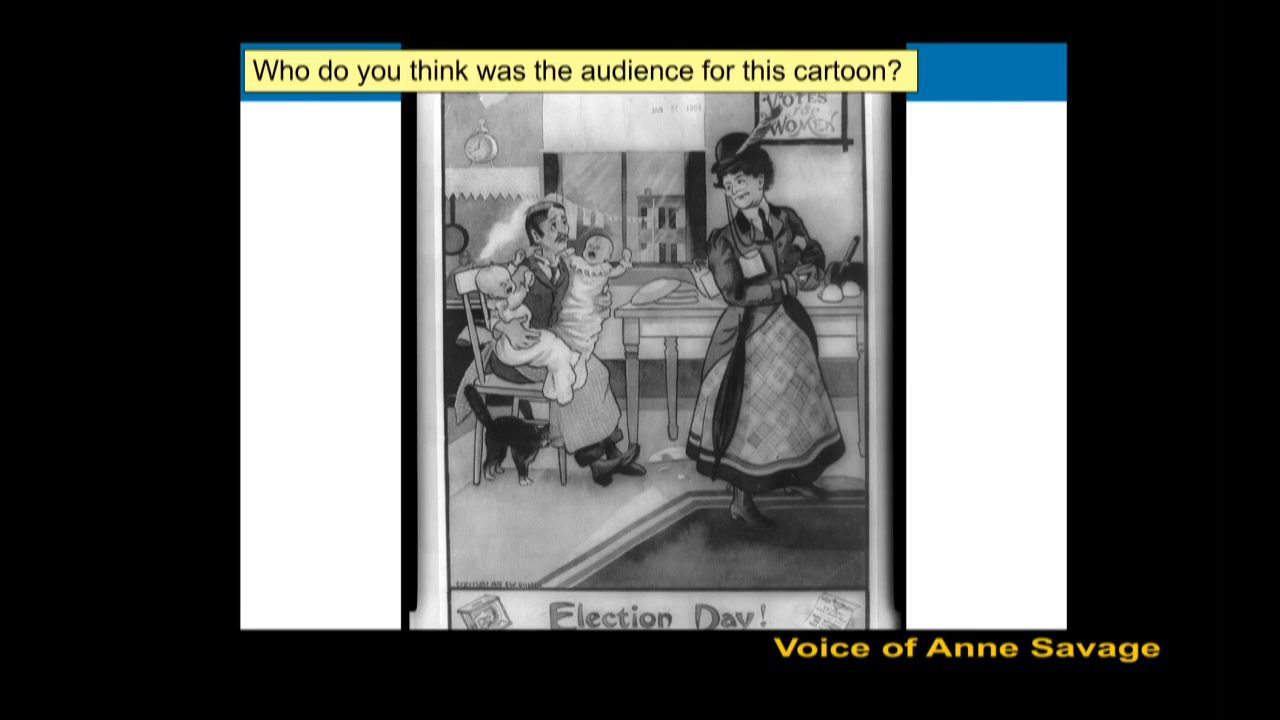 Who do you think was the audience for this cartoon?
VOTES
FOR
WOMEN
Election Day!
Voice of Anne Savage